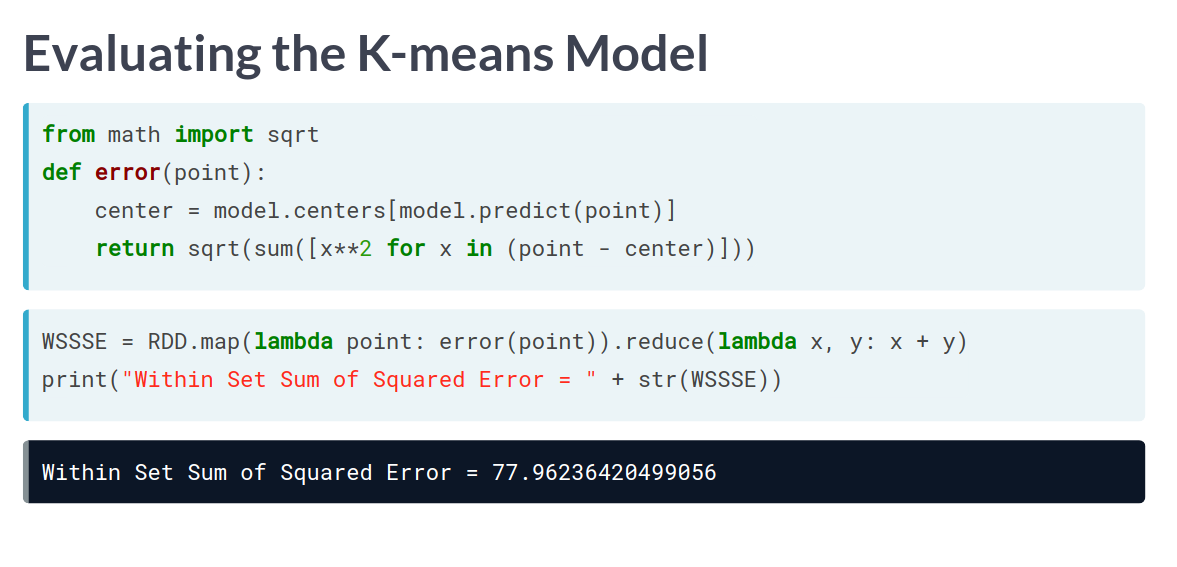 Evaluating the K-means Model
from math import sqrt
def error(point):
    center = model.centers[model.predict(point)]
    return sqrt(sum([x**2 for x in (point - center)]))
WSSSE = RDD.map(lambda point: error(point)).reduce(lambda x, y: x + y)
print("Within Set Sum of Squared Error = " + str(WSSSE))
Within Set Sum of Squared Error = 77.96236420499056